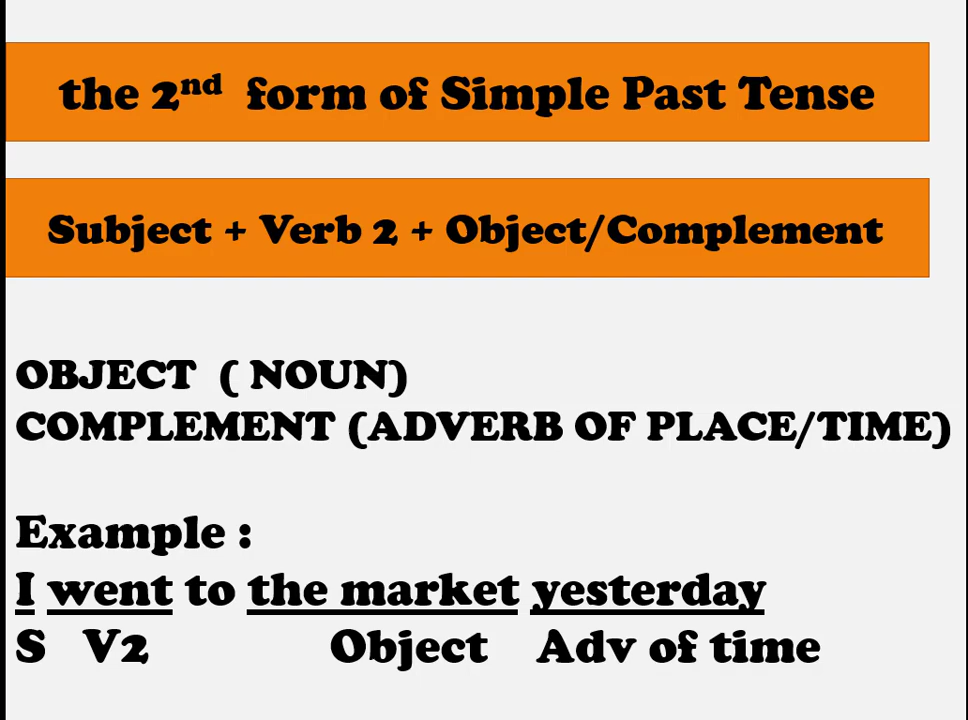 the 2nd form of Simple Past Tense
Subject + Verb 2 + Object/Complement
OBJECT ( NOUN)
COMPLEMENT (ADVERB OF PLACE/TIME)
Example :
I went to the market yesterday
S V2 Object Adv of time